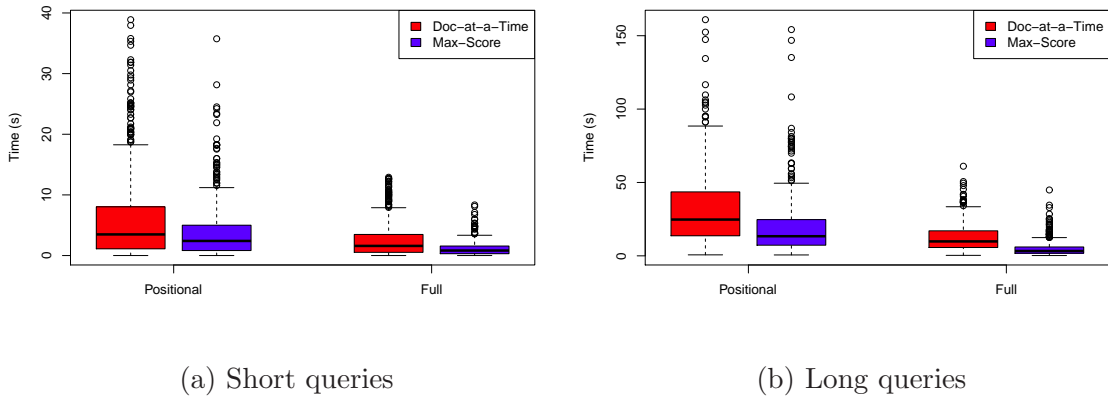 40
30
20
10
0
Time (s)
Doc−at−a−Time
Max−Score
Positional
Full
(a) Short queries
150
100
50
0
Time (s)
Doc−at−a−Time
Max−Score
Positional
Full
(b) Long queries